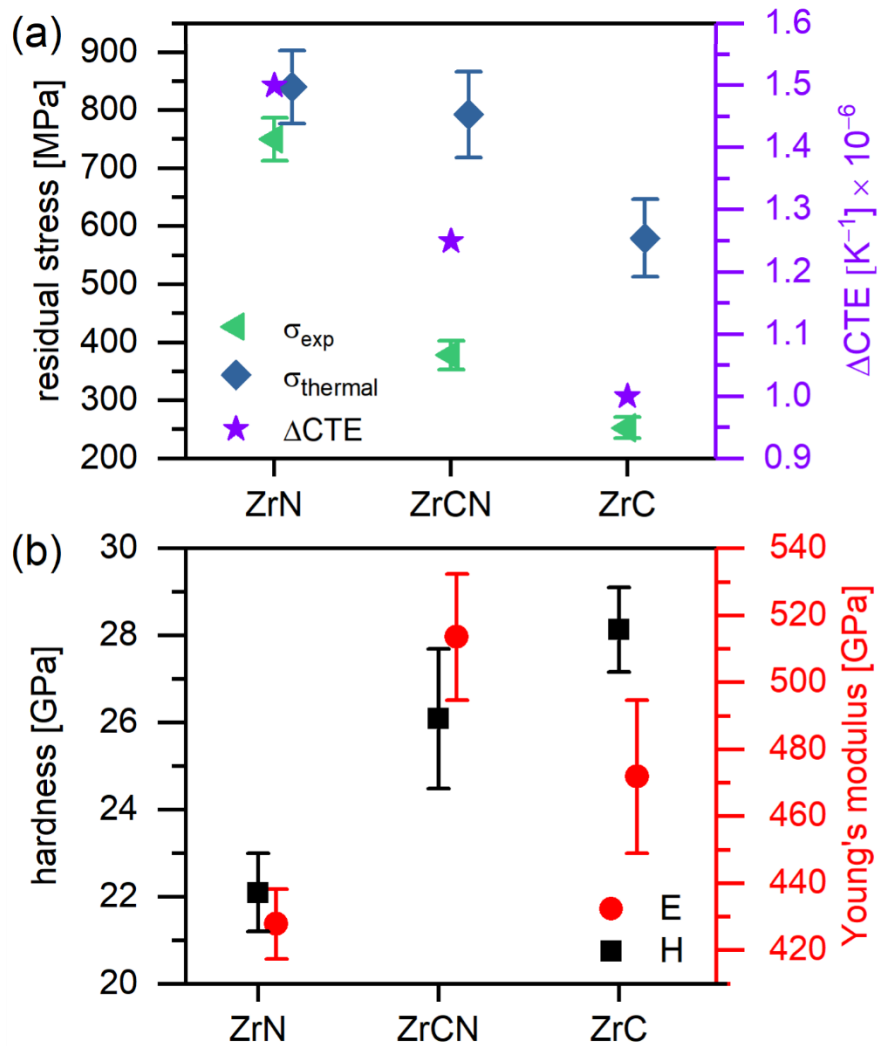 (a)
residual stress [MPa]
900
800
700
600
500
400
300
200
σexp
σthermal
ΔCTE
1.6
1.5
1.4
1.3
1.2
1.1
1.0
0.9
ΔCTE [K⁻¹] × 10⁻⁶
ZrN ZrCN ZrC
(b)
hardness [GPa]
30
28
26
24
22
20
E
H
540
520
500
480
460
440
420
Young's modulus [GPa]
ZrN ZrCN ZrC